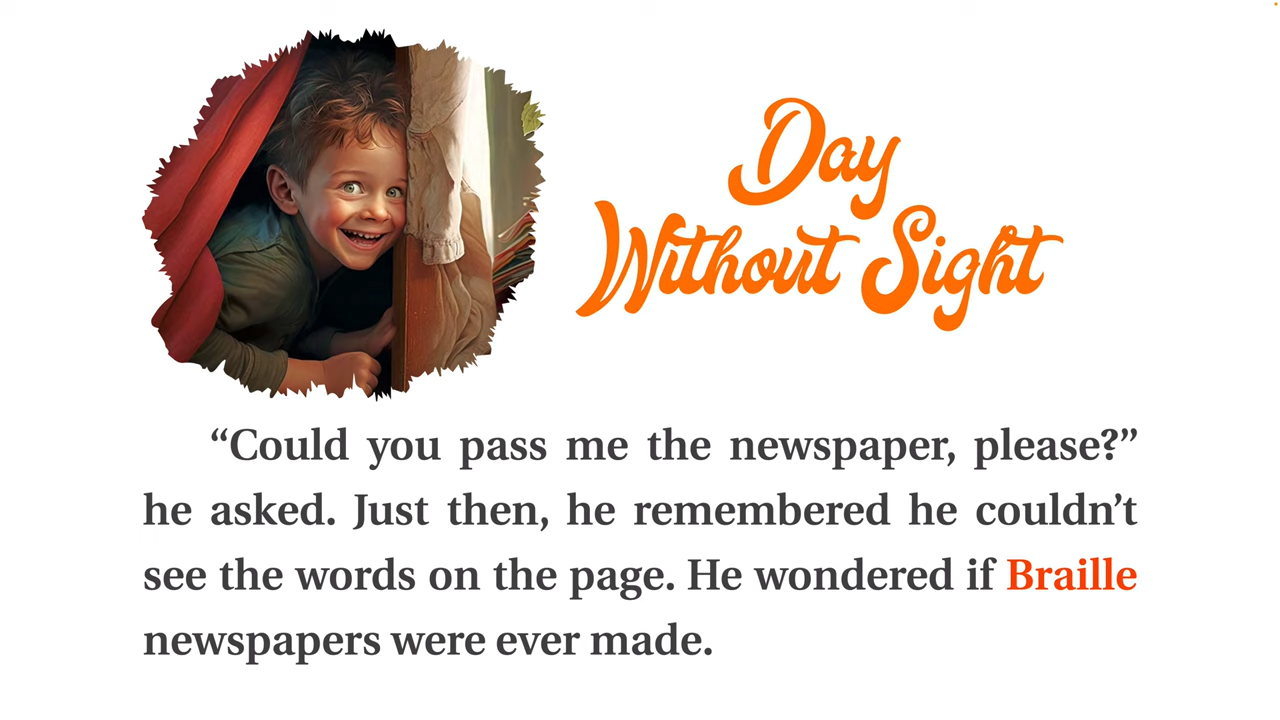 Day
Without Sight
“Could you pass me the newspaper, please?”
he asked. Just then, he remembered he couldn’t
see the words on the page. He wondered if Braille
newspapers were ever made.